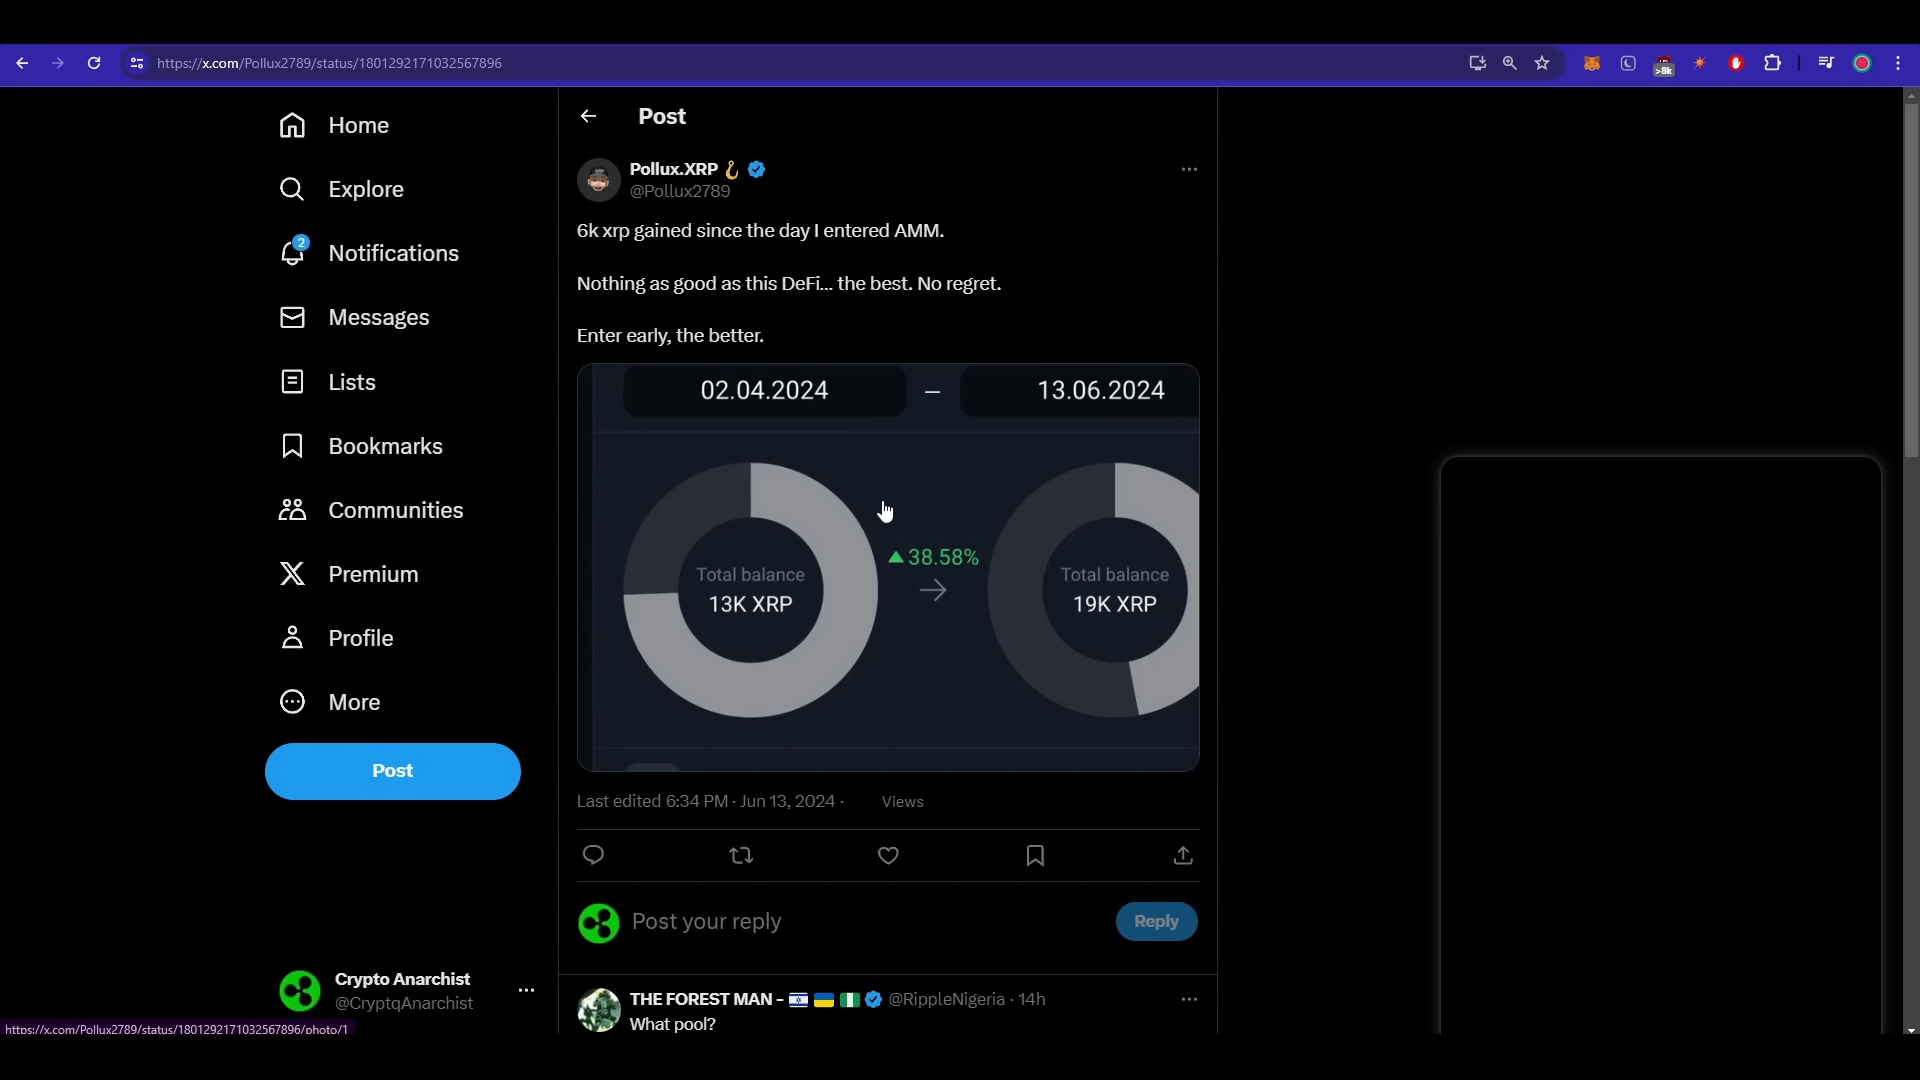 https://x.com/Pollux2789/status/1801292171032567896
>8k
Home
Explore
2
Notifications
Messages
Lists
Bookmarks
Communities
Premium
Profile
More
Post
Crypto Anarchist
@CryptqAnarchist
https://x.com/Pollux2789/status/1801292171032567896/photo/1
Post
Pollux.XRP
@Pollux2789
6k xrp gained since the day I entered AMM.
Nothing as good as this DeFi... the best. No regret.
Enter early, the better.
02.04.2024 – 13.06.2024
38.58%
Total balance
13K XRP
Total balance
19K XRP
Last edited 6:34 PM · Jun 13, 2024 · Views
Post your reply
Reply
THE FOREST MAN - @RippleNigeria · 14h
What pool?